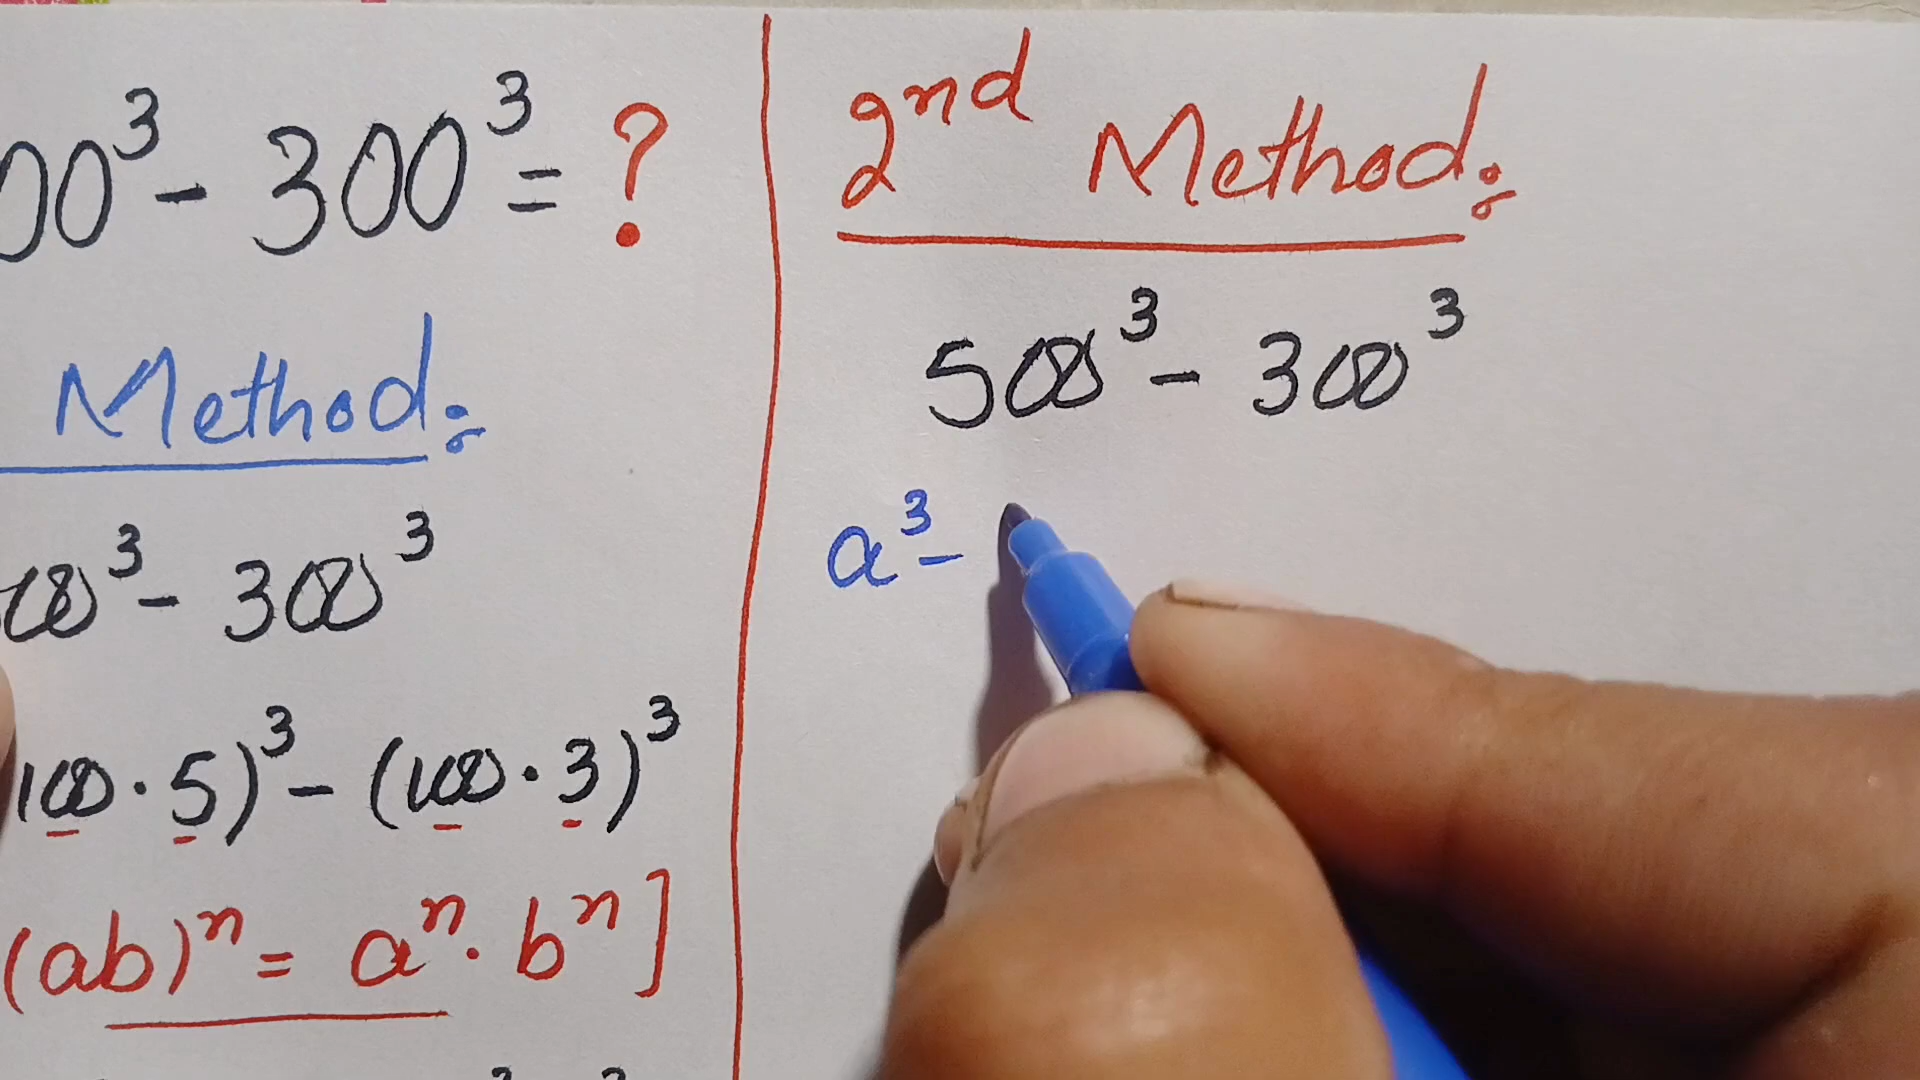 00³ - 300³ = ?
Method:
00³ - 300³
100 · 5)³ - (100 · 3)³
(ab)ⁿ = aⁿ · bⁿ]
2nd Method:
500³ - 300³
a³ -